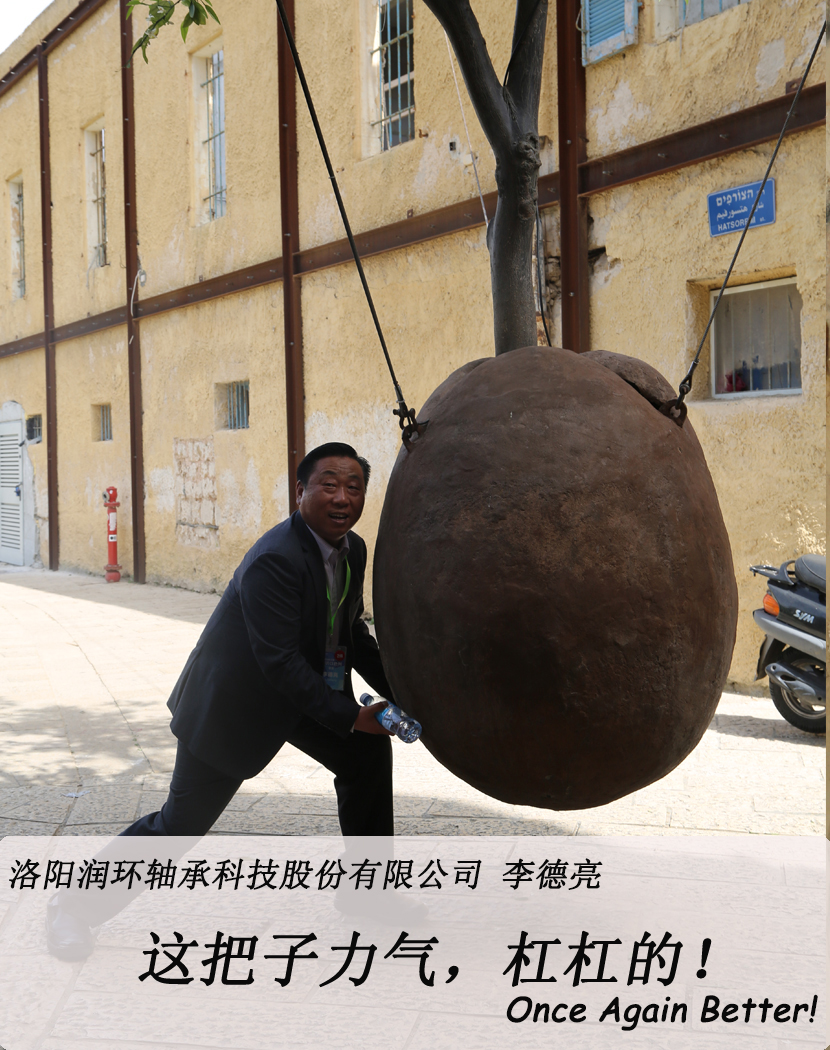 הצורפים
هتسورفيم
HATSORFIM
SYM
洛阳润环轴承科技股份有限公司 李德亮
这把子力气，杠杠的！
Once Again Better!